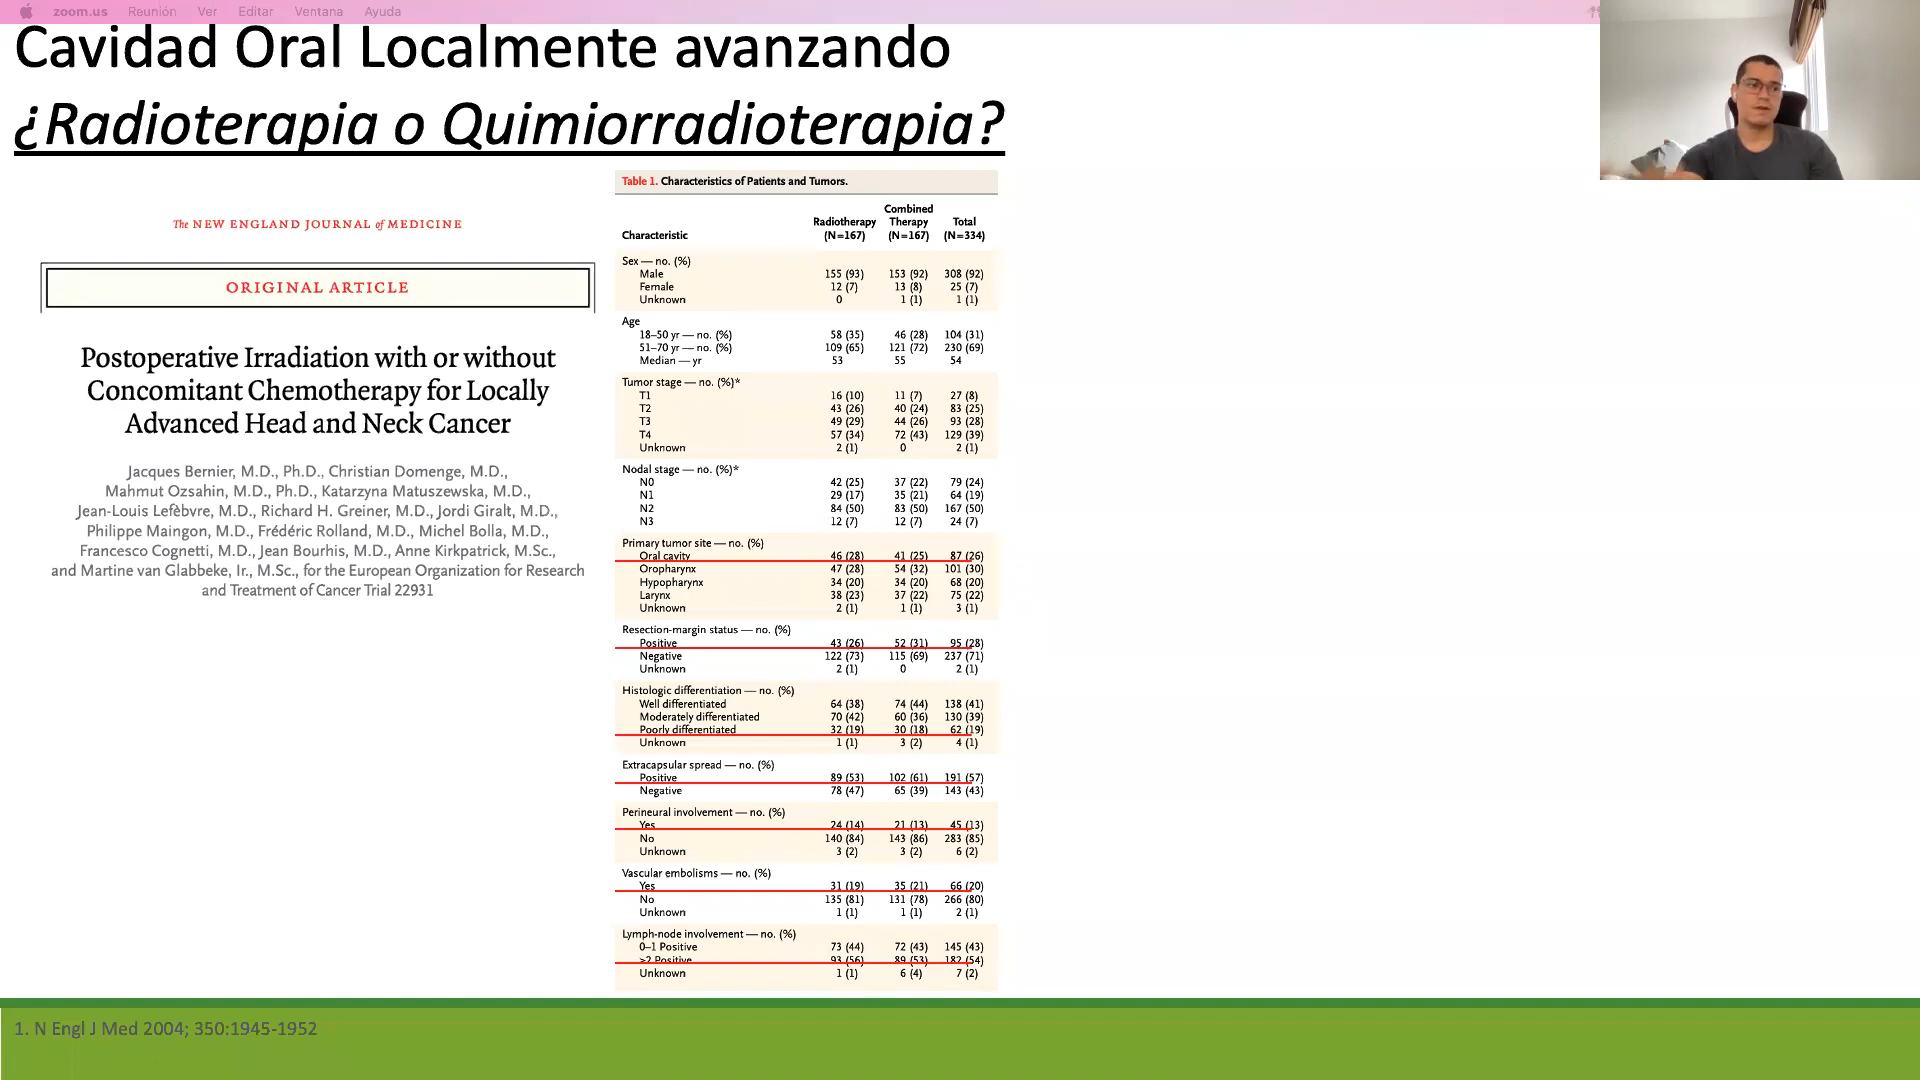 zoom.us Reunión Ver Editar Ventana Ayuda
Cavidad Oral Localmente avanzando
¿Radioterapia o Quimiorradioterapia?
The NEW ENGLAND JOURNAL of MEDICINE
ORIGINAL ARTICLE
Postoperative Irradiation with or without
Concomitant Chemotherapy for Locally
Advanced Head and Neck Cancer
Jacques Bernier, M.D., Ph.D., Christian Domenge, M.D.,
Mahmut Ozsahin, M.D., Ph.D., Katarzyna Matuszewska, M.D.,
Jean-Louis Lefèbvre, M.D., Richard H. Greiner, M.D., Jordi Giralt, M.D.,
Philippe Maingon, M.D., Frédéric Rolland, M.D., Michel Bolla, M.D.,
Francesco Cognetti, M.D., Jean Bourhis, M.D., Anne Kirkpatrick, M.Sc.,
and Martine van Glabbeke, Ir., M.Sc., for the European Organization for Research
and Treatment of Cancer Trial 22931
Table 1. Characteristics of Patients and Tumors.
Characteristic Radiotherapy (N=167) Combined Therapy (N=167) Total (N=334)
Sex — no. (%)
Male 155 (93) 153 (92) 308 (92)
Female 12 (7) 13 (8) 25 (7)
Unknown 0 1 (1) 1 (1)
Age
18–50 yr — no. (%) 58 (35) 46 (28) 104 (31)
51–70 yr — no. (%) 109 (65) 121 (72) 230 (69)
Median — yr 53 55 54
Tumor stage — no. (%)*
T1 16 (10) 11 (7) 27 (8)
T2 43 (26) 40 (24) 83 (25)
T3 49 (29) 44 (26) 93 (28)
T4 57 (34) 72 (43) 129 (39)
Unknown 2 (1) 0 2 (1)
Nodal stage — no. (%)*
N0 42 (25) 37 (22) 79 (24)
N1 29 (17) 35 (21) 64 (19)
N2 84 (50) 83 (50) 167 (50)
N3 12 (7) 12 (7) 24 (7)
Primary tumor site — no. (%)
Oral cavity 46 (28) 41 (25) 87 (26)
Oropharynx 47 (28) 54 (32) 101 (30)
Hypopharynx 34 (20) 34 (20) 68 (20)
Larynx 38 (23) 37 (22) 75 (22)
Unknown 2 (1) 1 (1) 3 (1)
Resection-margin status — no. (%)
Positive 43 (26) 52 (31) 95 (28)
Negative 122 (73) 115 (69) 237 (71)
Unknown 2 (1) 0 2 (1)
Histologic differentiation — no. (%)
Well differentiated 64 (38) 74 (44) 138 (41)
Moderately differentiated 70 (42) 60 (36) 130 (39)
Poorly differentiated 32 (19) 30 (18) 62 (19)
Unknown 1 (1) 3 (2) 4 (1)
Extracapsular spread — no. (%)
Positive 89 (53) 102 (61) 191 (57)
Negative 78 (47) 65 (39) 143 (43)
Perineural involvement — no. (%)
Yes 24 (14) 21 (13) 45 (13)
No 140 (84) 143 (86) 283 (85)
Unknown 3 (2) 3 (2) 6 (2)
Vascular embolisms — no. (%)
Yes 31 (19) 35 (21) 66 (20)
No 135 (81) 131 (78) 266 (80)
Unknown 1 (1) 1 (1) 2 (1)
Lymph-node involvement — no. (%)
0–1 Positive 73 (44) 72 (43) 145 (43)
≥2 Positive 93 (56) 89 (53) 182 (54)
Unknown 1 (1) 6 (4) 7 (2)
1. N Engl J Med 2004; 350:1945-1952